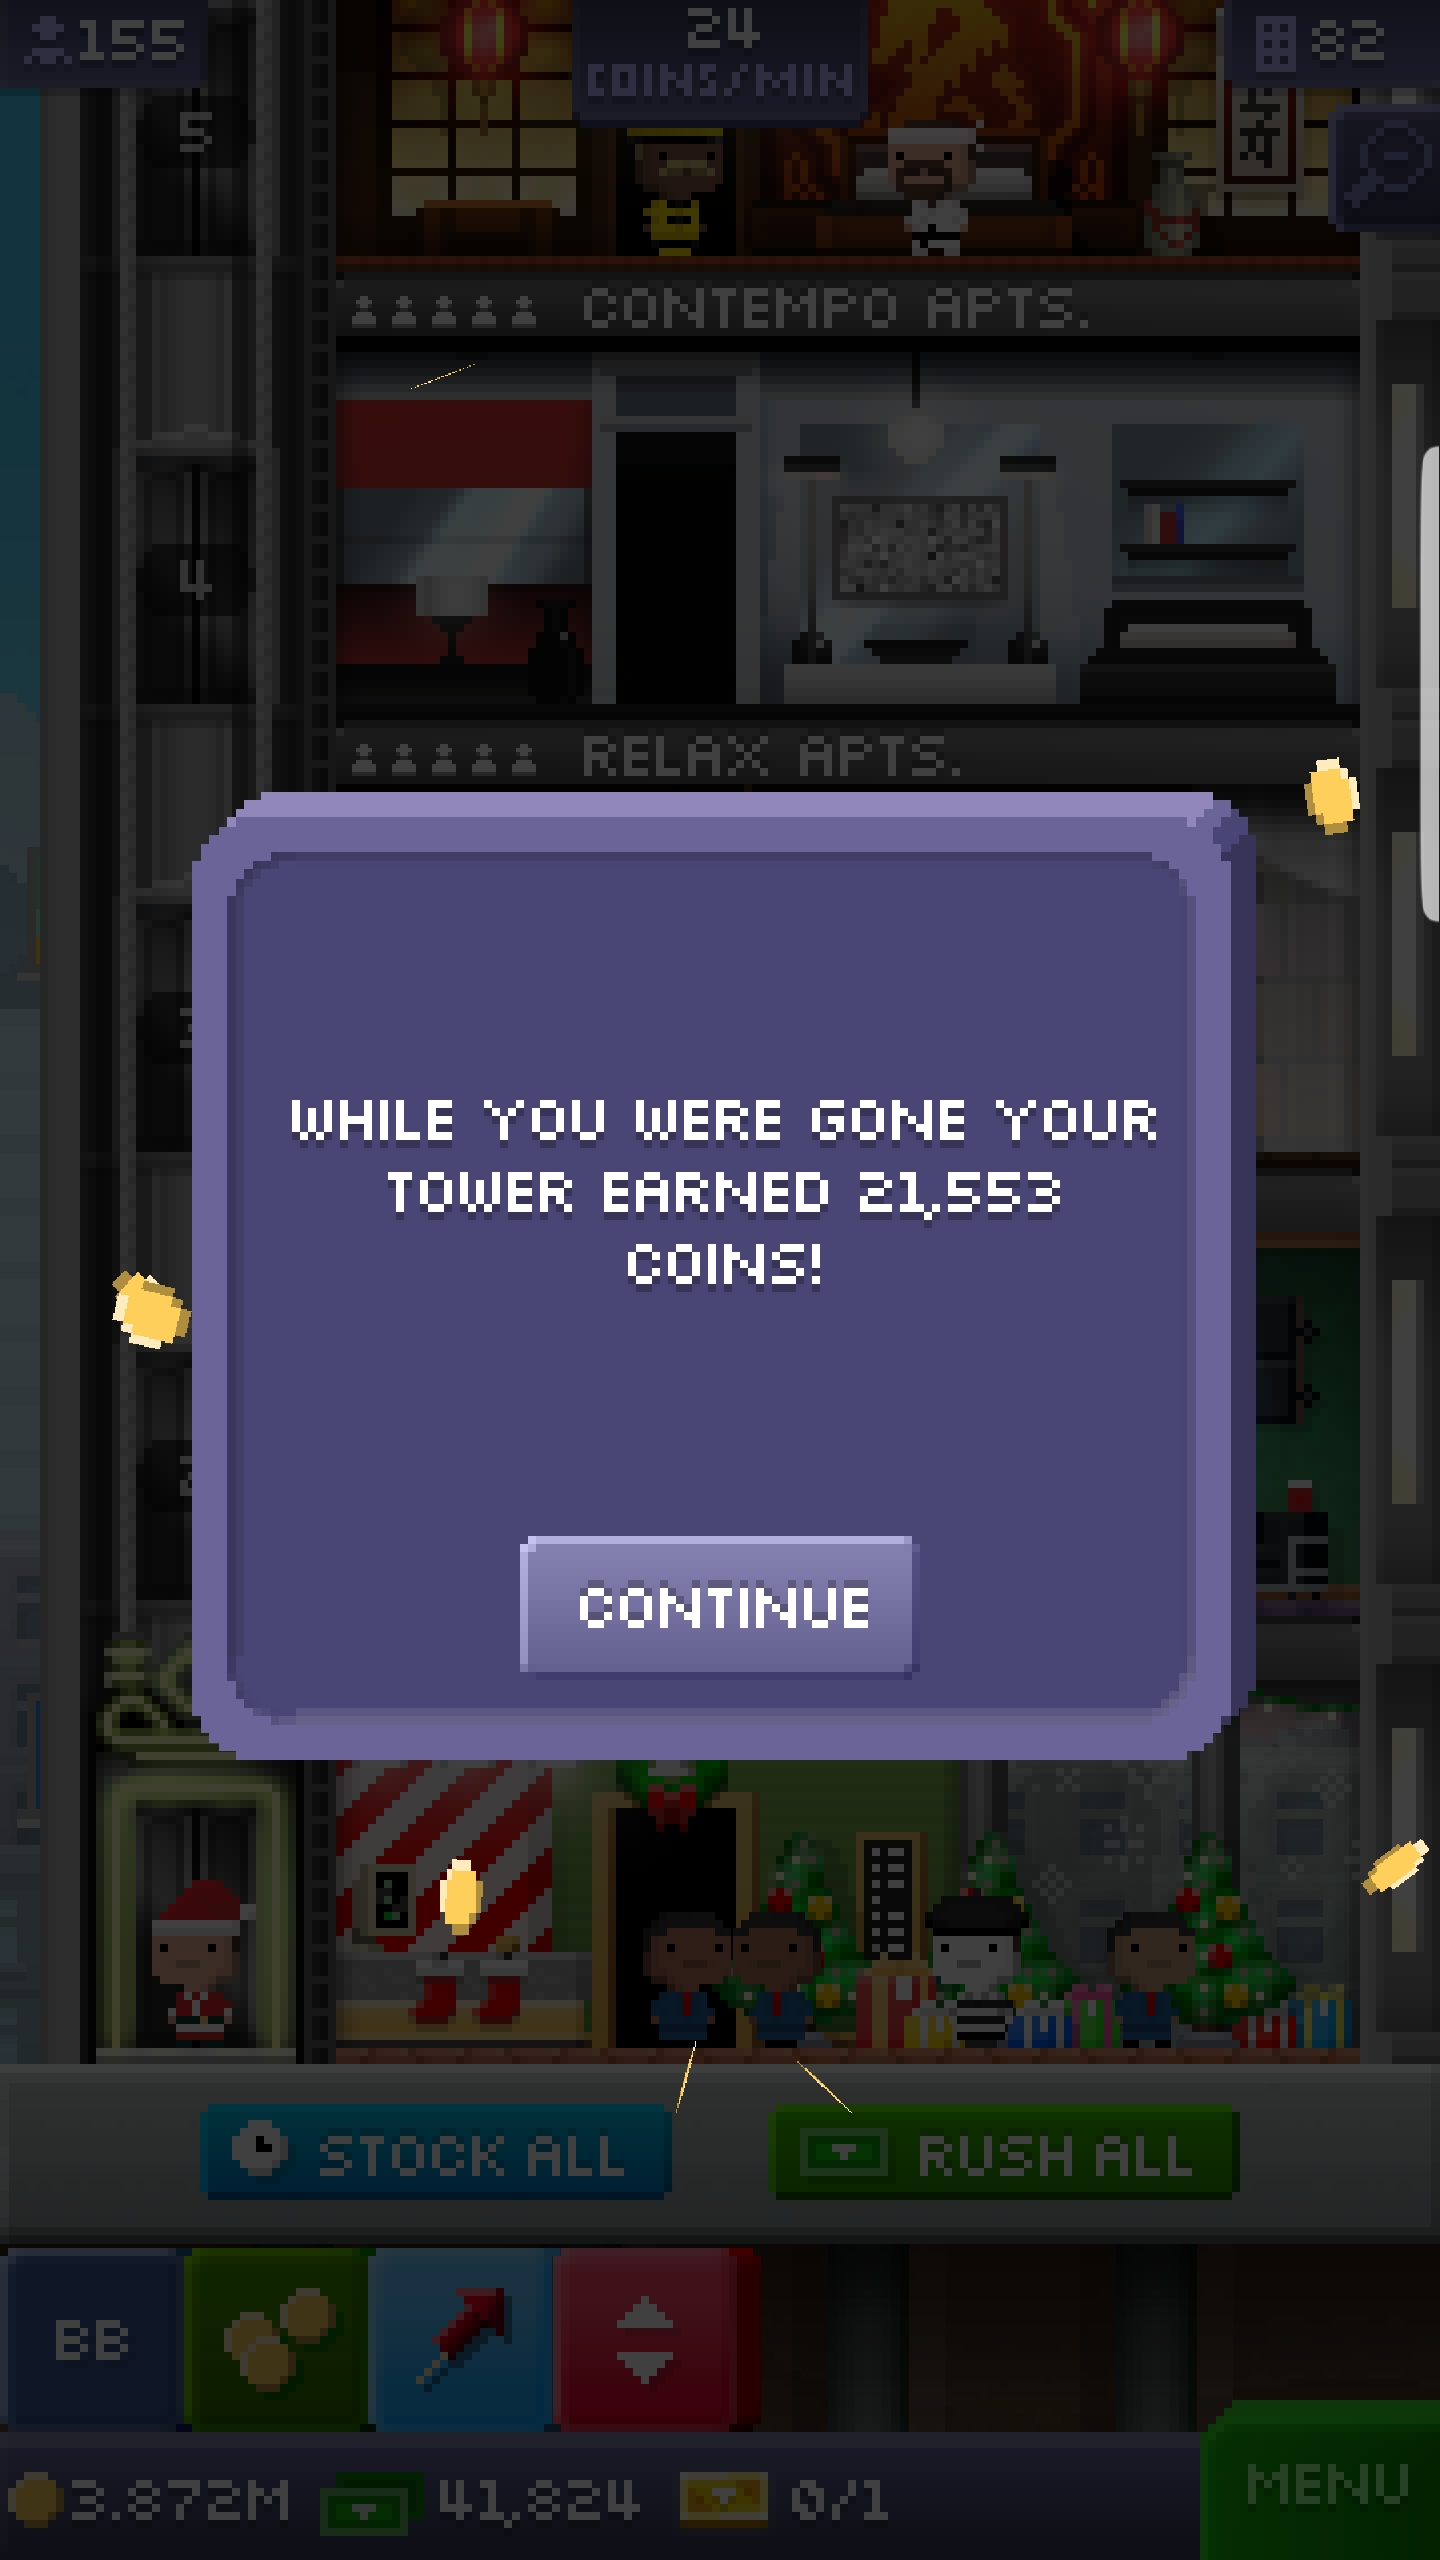 155
24
COINS/MIN
82
5
CONTEMPO APTS.
4
RELAX APTS.
WHILE YOU WERE GONE YOUR
TOWER EARNED 21,553
COINS!
CONTINUE
STOCK ALL
RUSH ALL
BB
3.872M
41,824
0/1
MENU